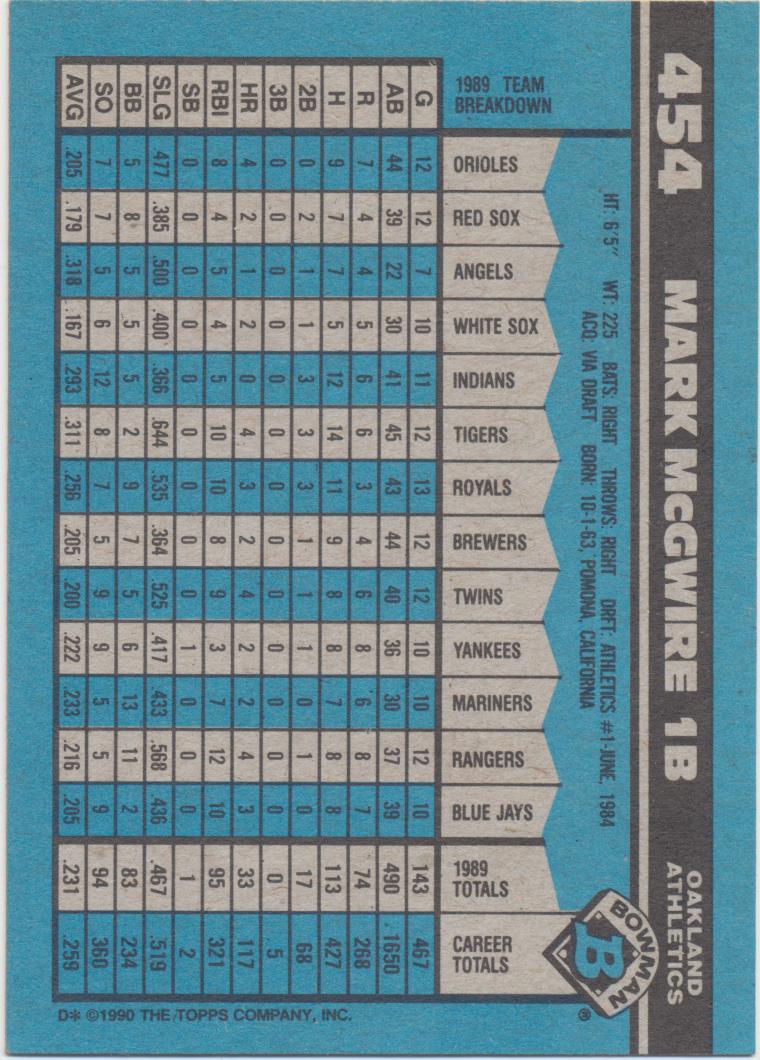 454 MARK McGWIRE 1B OAKLAND
ATHLETICS
HT: 6'5" WT: 225 BATS: RIGHT THROWS: RIGHT DRFT: ATHLETICS #1-JUNE, 1984
ACQ: VIA DRAFT BORN: 10-1-63, POMONA, CALIFORNIA
BOWMAN
B
1989 TEAM
BREAKDOWN G AB R H 2B 3B HR RBI SB SLG BB SO AVG
ORIOLES 12 44 7 9 0 0 4 8 0 .477 5 7 .205
RED SOX 12 39 4 7 2 0 2 4 0 .385 8 7 .179
ANGELS 7 22 4 7 1 0 1 5 0 .500 5 5 .318
WHITE SOX 10 30 5 5 1 0 2 4 0 .400 5 6 .167
INDIANS 11 41 6 12 3 0 0 5 0 .366 5 12 .293
TIGERS 12 45 6 14 3 0 4 10 0 .644 2 8 .311
ROYALS 13 43 3 11 3 0 3 10 0 .535 9 7 .256
BREWERS 12 44 4 9 1 0 2 8 0 .364 7 5 .205
TWINS 12 40 6 8 1 0 4 9 0 .525 5 9 .200
YANKEES 10 36 8 8 1 0 2 3 1 .417 6 9 .222
MARINERS 10 30 6 7 0 0 2 7 0 .433 13 5 .233
RANGERS 12 37 8 8 1 0 4 12 0 .568 11 5 .216
BLUE JAYS 10 39 7 8 0 0 3 10 0 .436 2 9 .205
1989
TOTALS 143 490 74 113 17 0 33 95 1 .467 83 94 .231
CAREER
TOTALS 467 1650 268 427 68 5 117 321 2 .519 234 360 .259
D* ©1990 THE TOPPS COMPANY, INC.